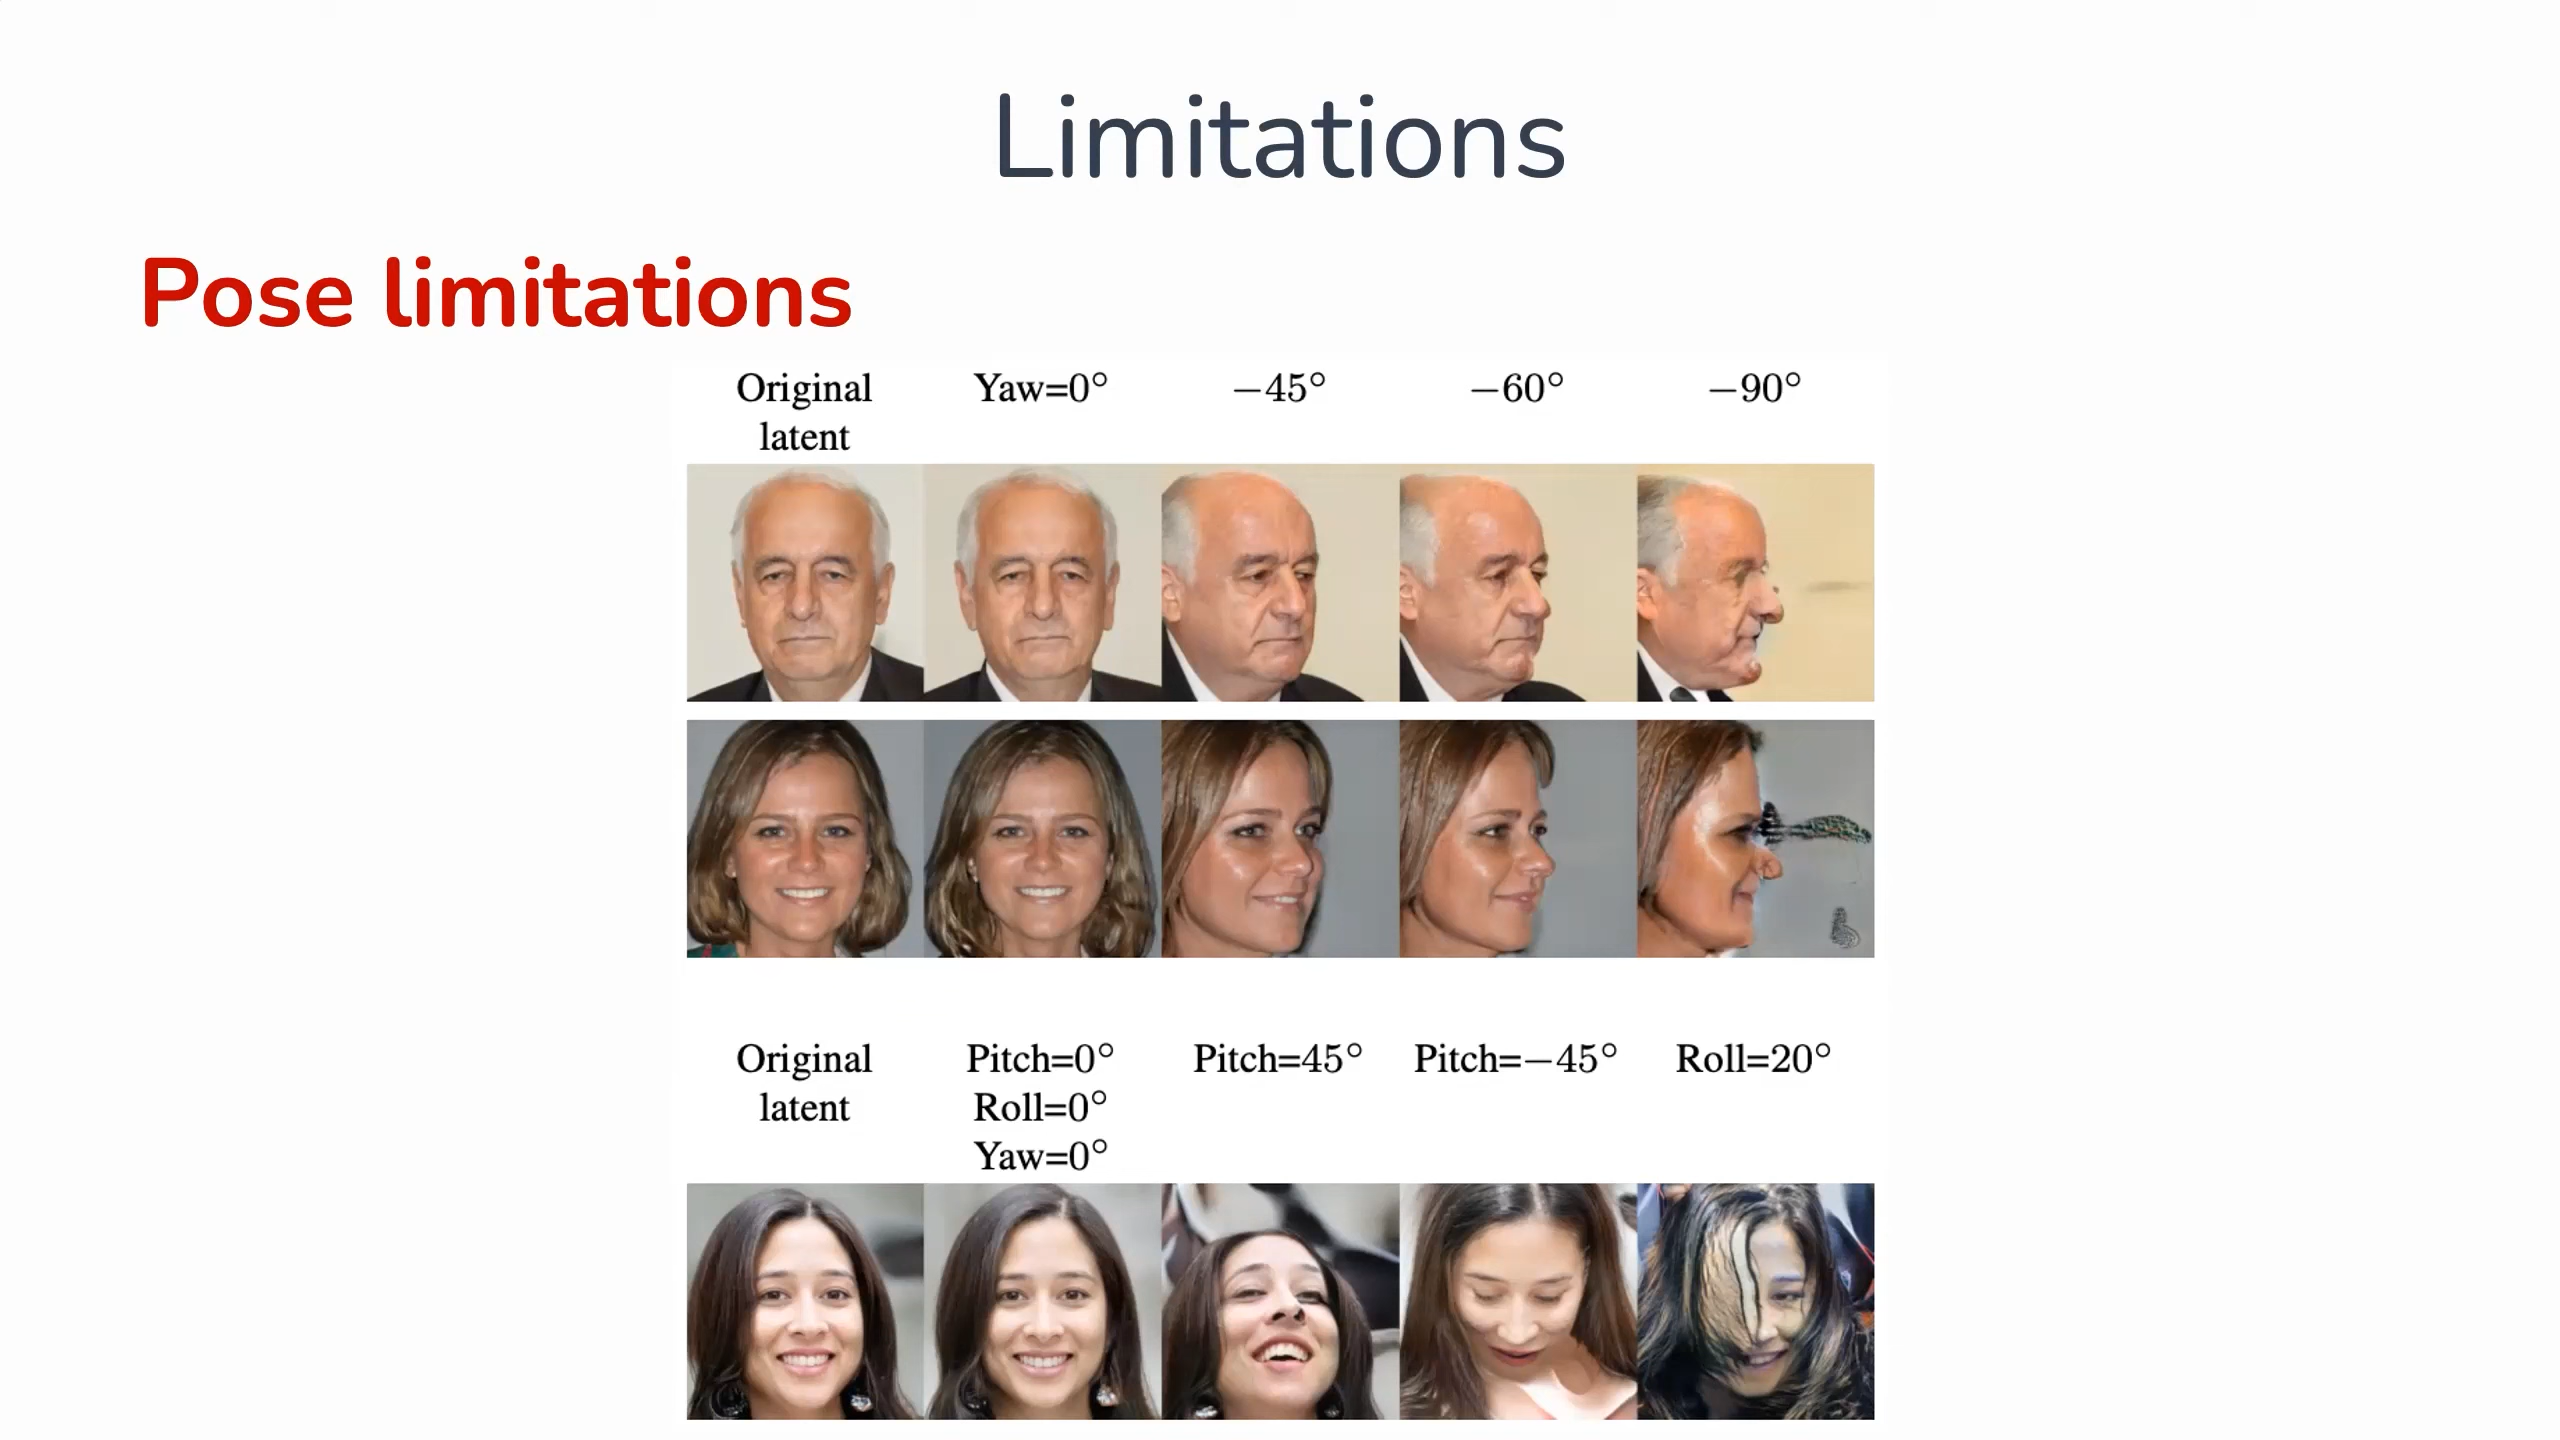 Limitations
Pose limitations
Original latent Yaw=0° −45° −60° −90°
Original latent Pitch=0° Roll=0° Yaw=0° Pitch=45° Pitch=−45° Roll=20°